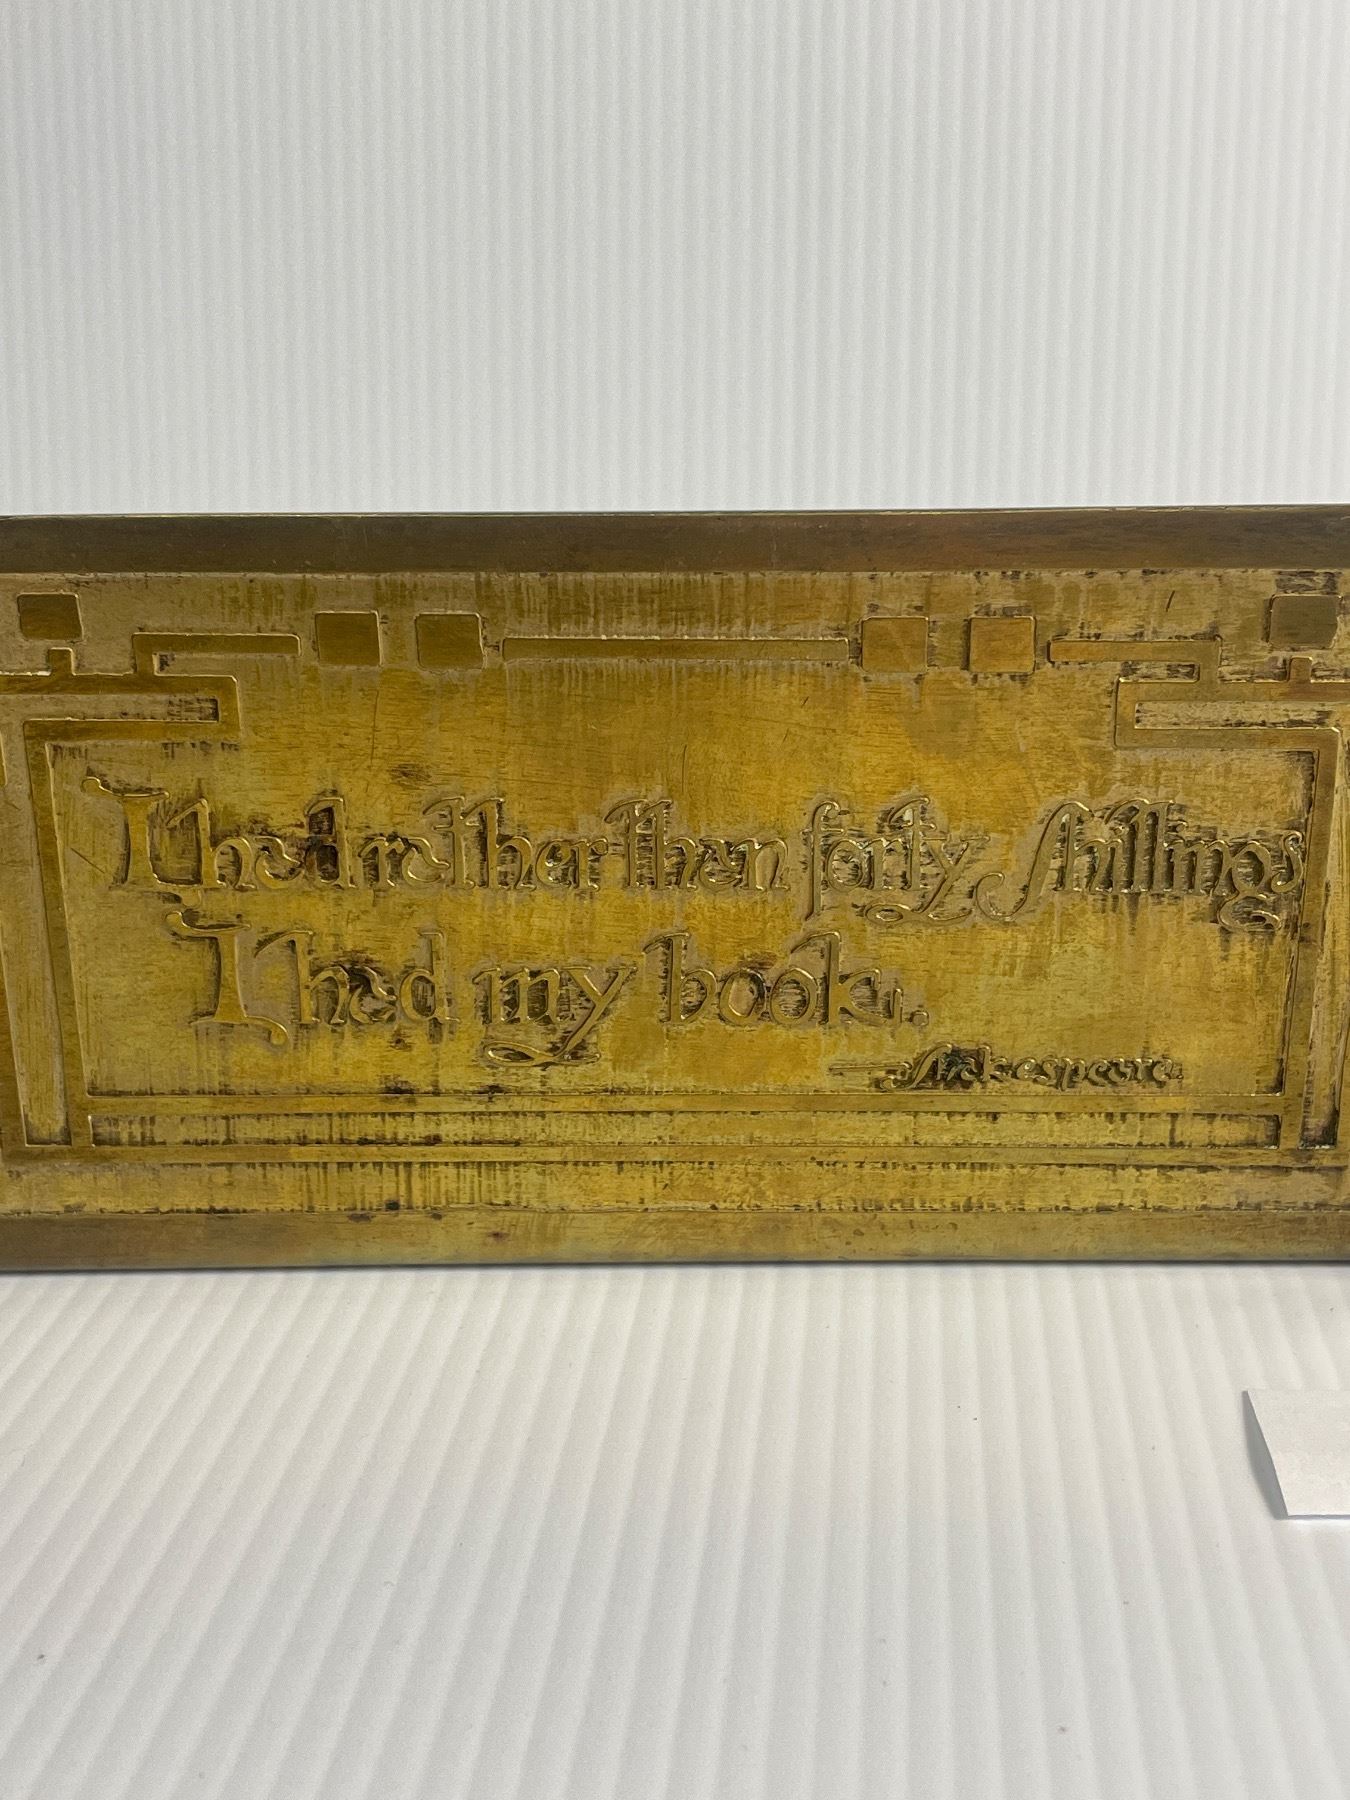 I had rather than forty shillings
I had my book.
—Shakespeare